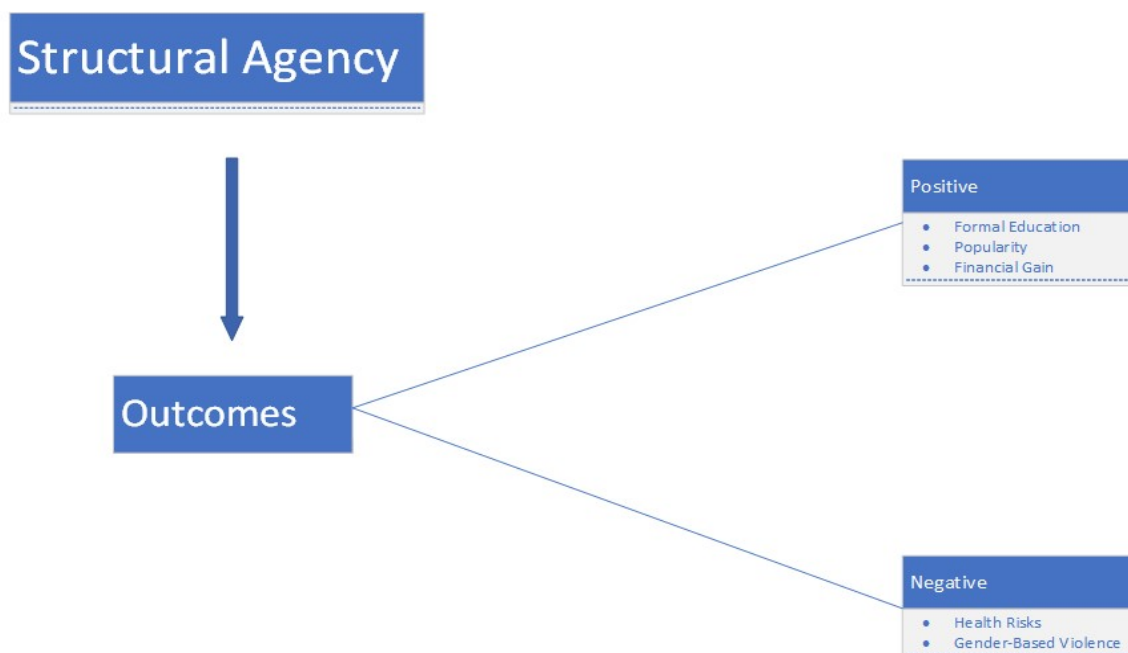 Structural Agency
Positive
• Formal Education
• Popularity
• Financial Gain
Outcomes
Negative
• Health Risks
• Gender-Based Violence